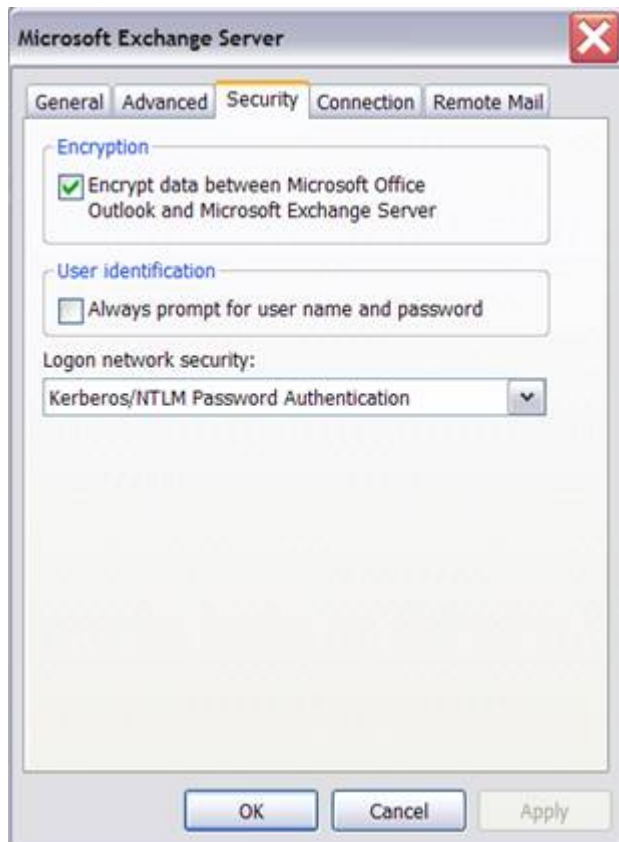 Microsoft Exchange Server
General Advanced Security Connection Remote Mail
Encryption
Encrypt data between Microsoft Office
Outlook and Microsoft Exchange Server
User identification
Always prompt for user name and password
Logon network security:
Kerberos/NTLM Password Authentication
OK Cancel Apply